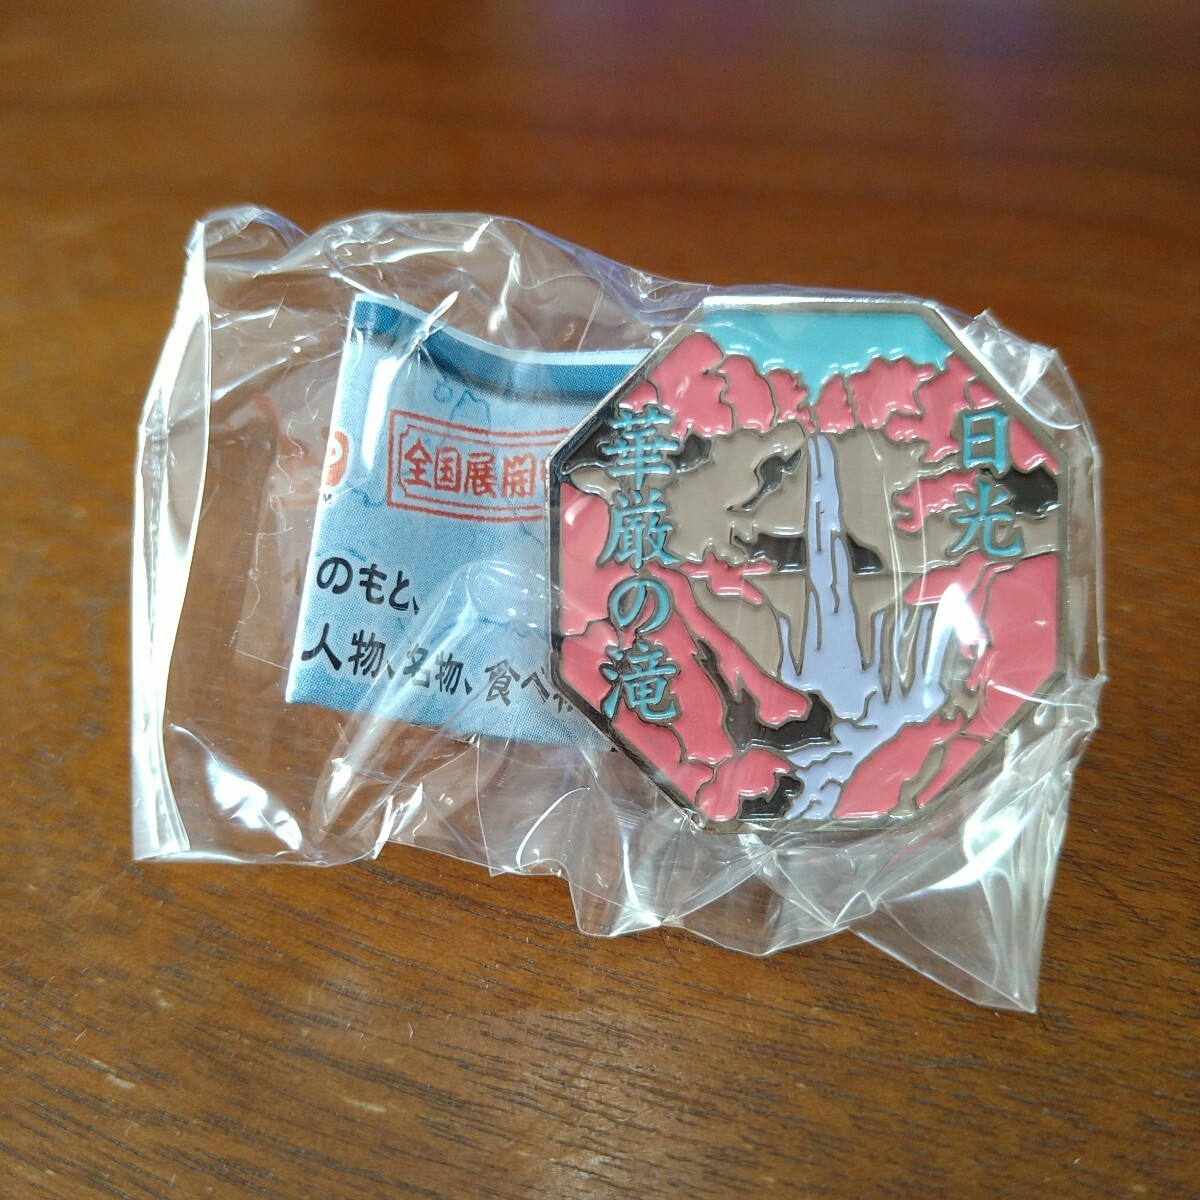 日光
華厳の滝
全国展開
のもと、
人物、名物、食べ